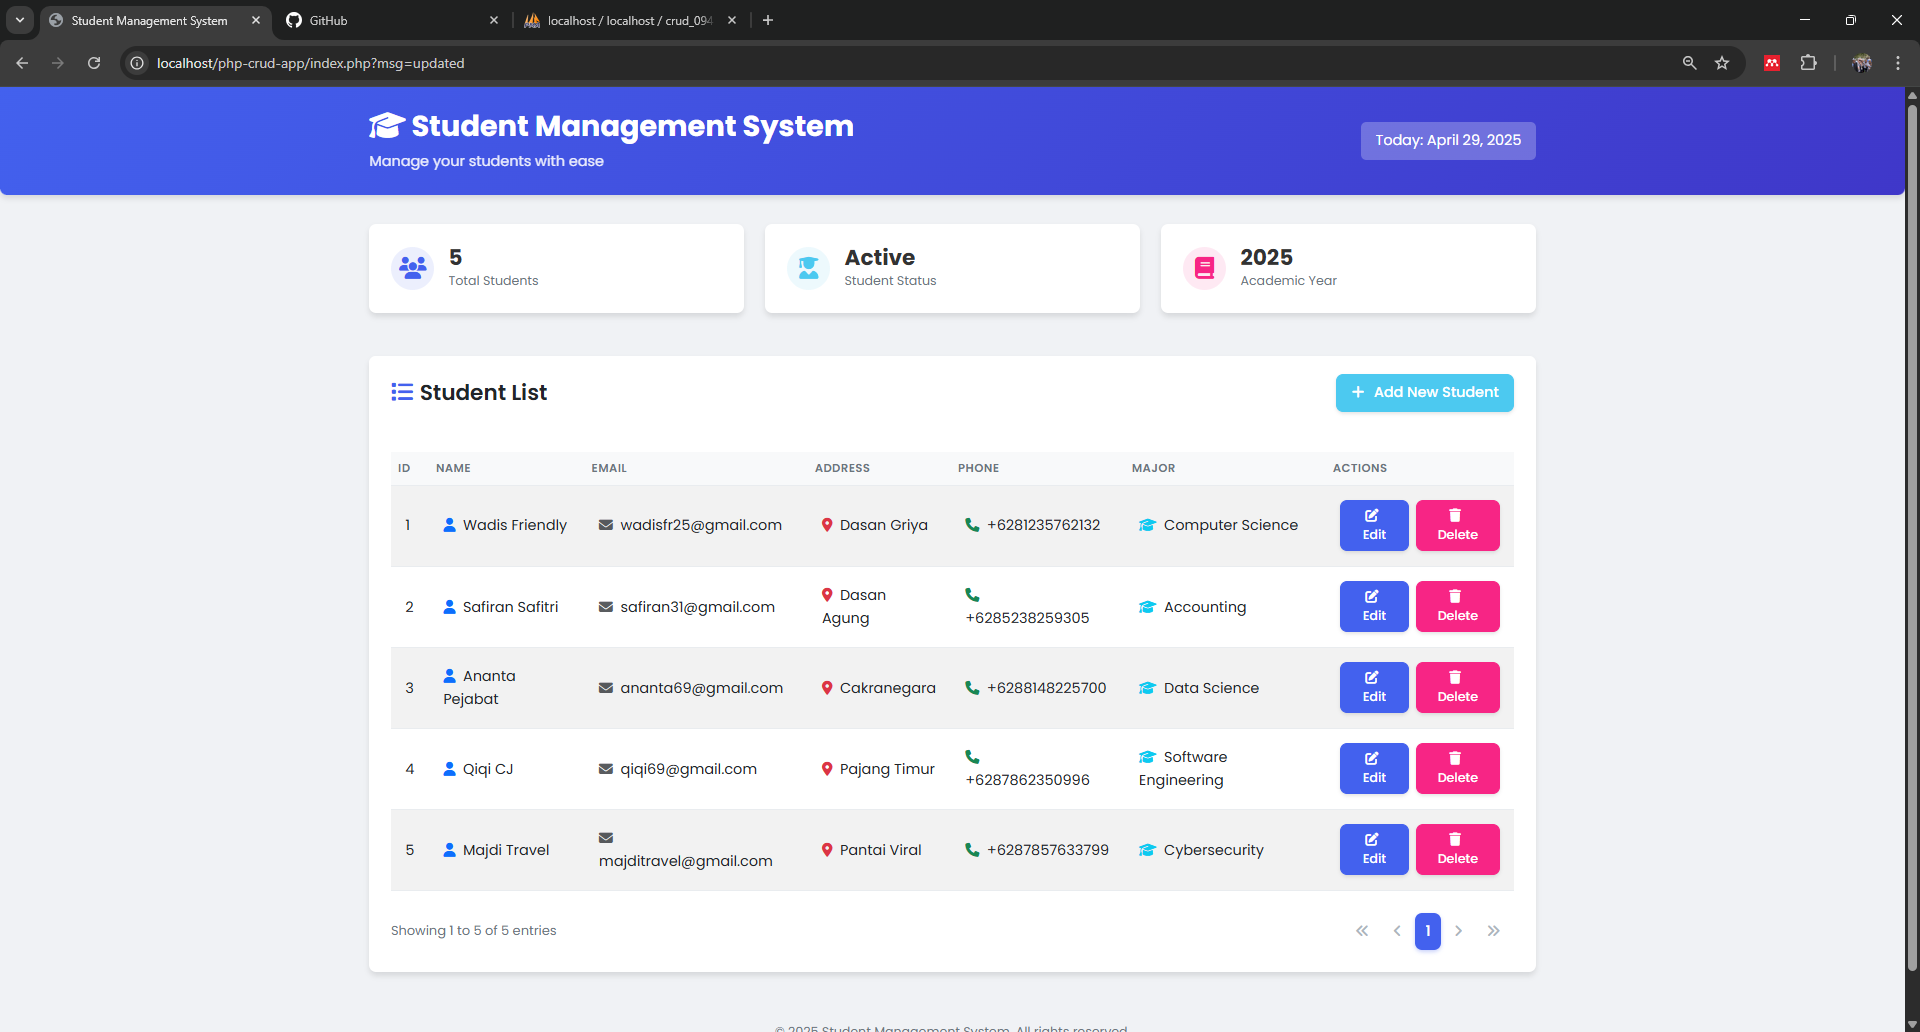 Student Management System
GitHub
localhost / localhost / crud_094
localhost/php-crud-app/index.php?msg=updated
Student Management System
Manage your students with ease
Today: April 29, 2025
5
Total Students
Active
Student Status
2025
Academic Year
Student List
+ Add New Student
ID NAME EMAIL ADDRESS PHONE MAJOR ACTIONS
1 Wadis Friendly wadisfr25@gmail.com Dasan Griya +6281235762132 Computer Science Edit Delete
2 Safiran Safitri safiran31@gmail.com Dasan Agung +6285238259305 Accounting Edit Delete
3 Ananta Pejabat ananta69@gmail.com Cakranegara +6288148225700 Data Science Edit Delete
4 Qiqi CJ qiqi69@gmail.com Pajang Timur +6287862350996 Software Engineering Edit Delete
5 Majdi Travel majditravel@gmail.com Pantai Viral +6287857633799 Cybersecurity Edit Delete
Showing 1 to 5 of 5 entries
« ‹ 1 › »
© 2025 Student Management System. All rights reserved.